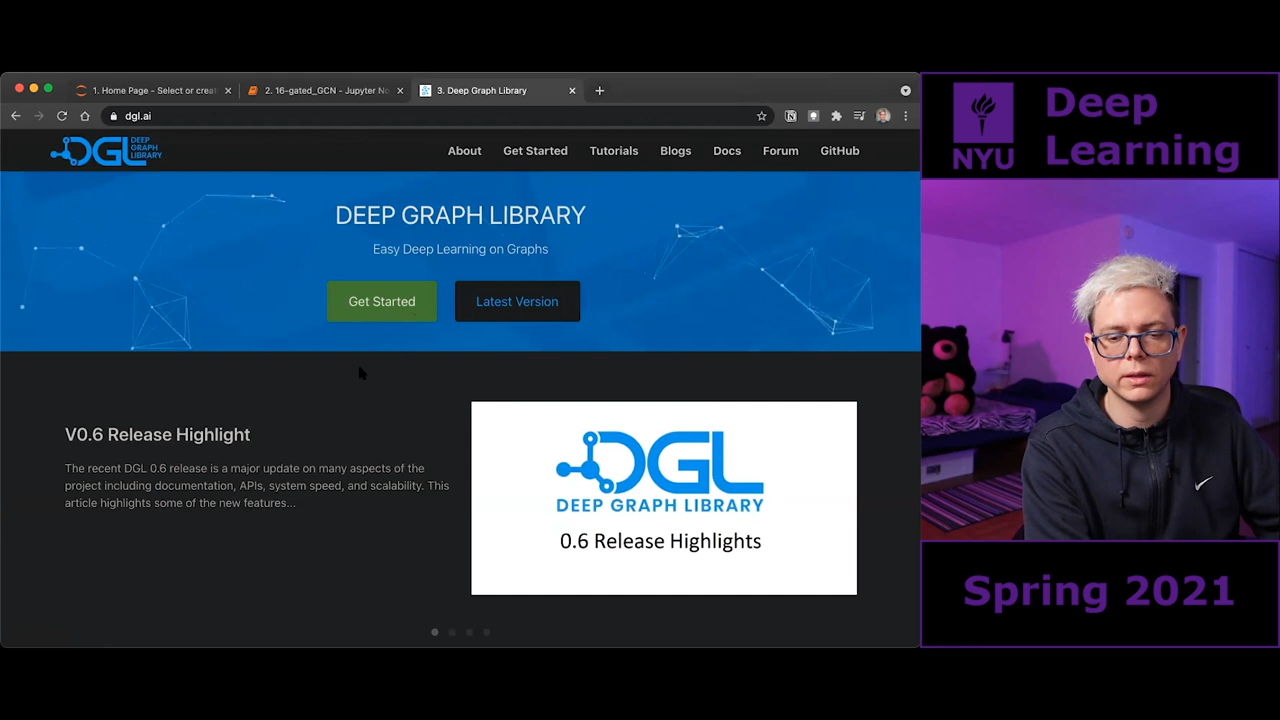 1. Home Page - Select or creat
2. 16-gated_GCN - Jupyter No
3. Deep Graph Library
dgl.ai
DGL DEEP GRAPH LIBRARY
About
Get Started
Tutorials
Blogs
Docs
Forum
GitHub
DEEP GRAPH LIBRARY
Easy Deep Learning on Graphs
Get Started
Latest Version
V0.6 Release Highlight
The recent DGL 0.6 release is a major update on many aspects of the
project including documentation, APIs, system speed, and scalability. This
article highlights some of the new features...
DGL
DEEP GRAPH LIBRARY
0.6 Release Highlights
NYU
Deep
Learning
Spring 2021